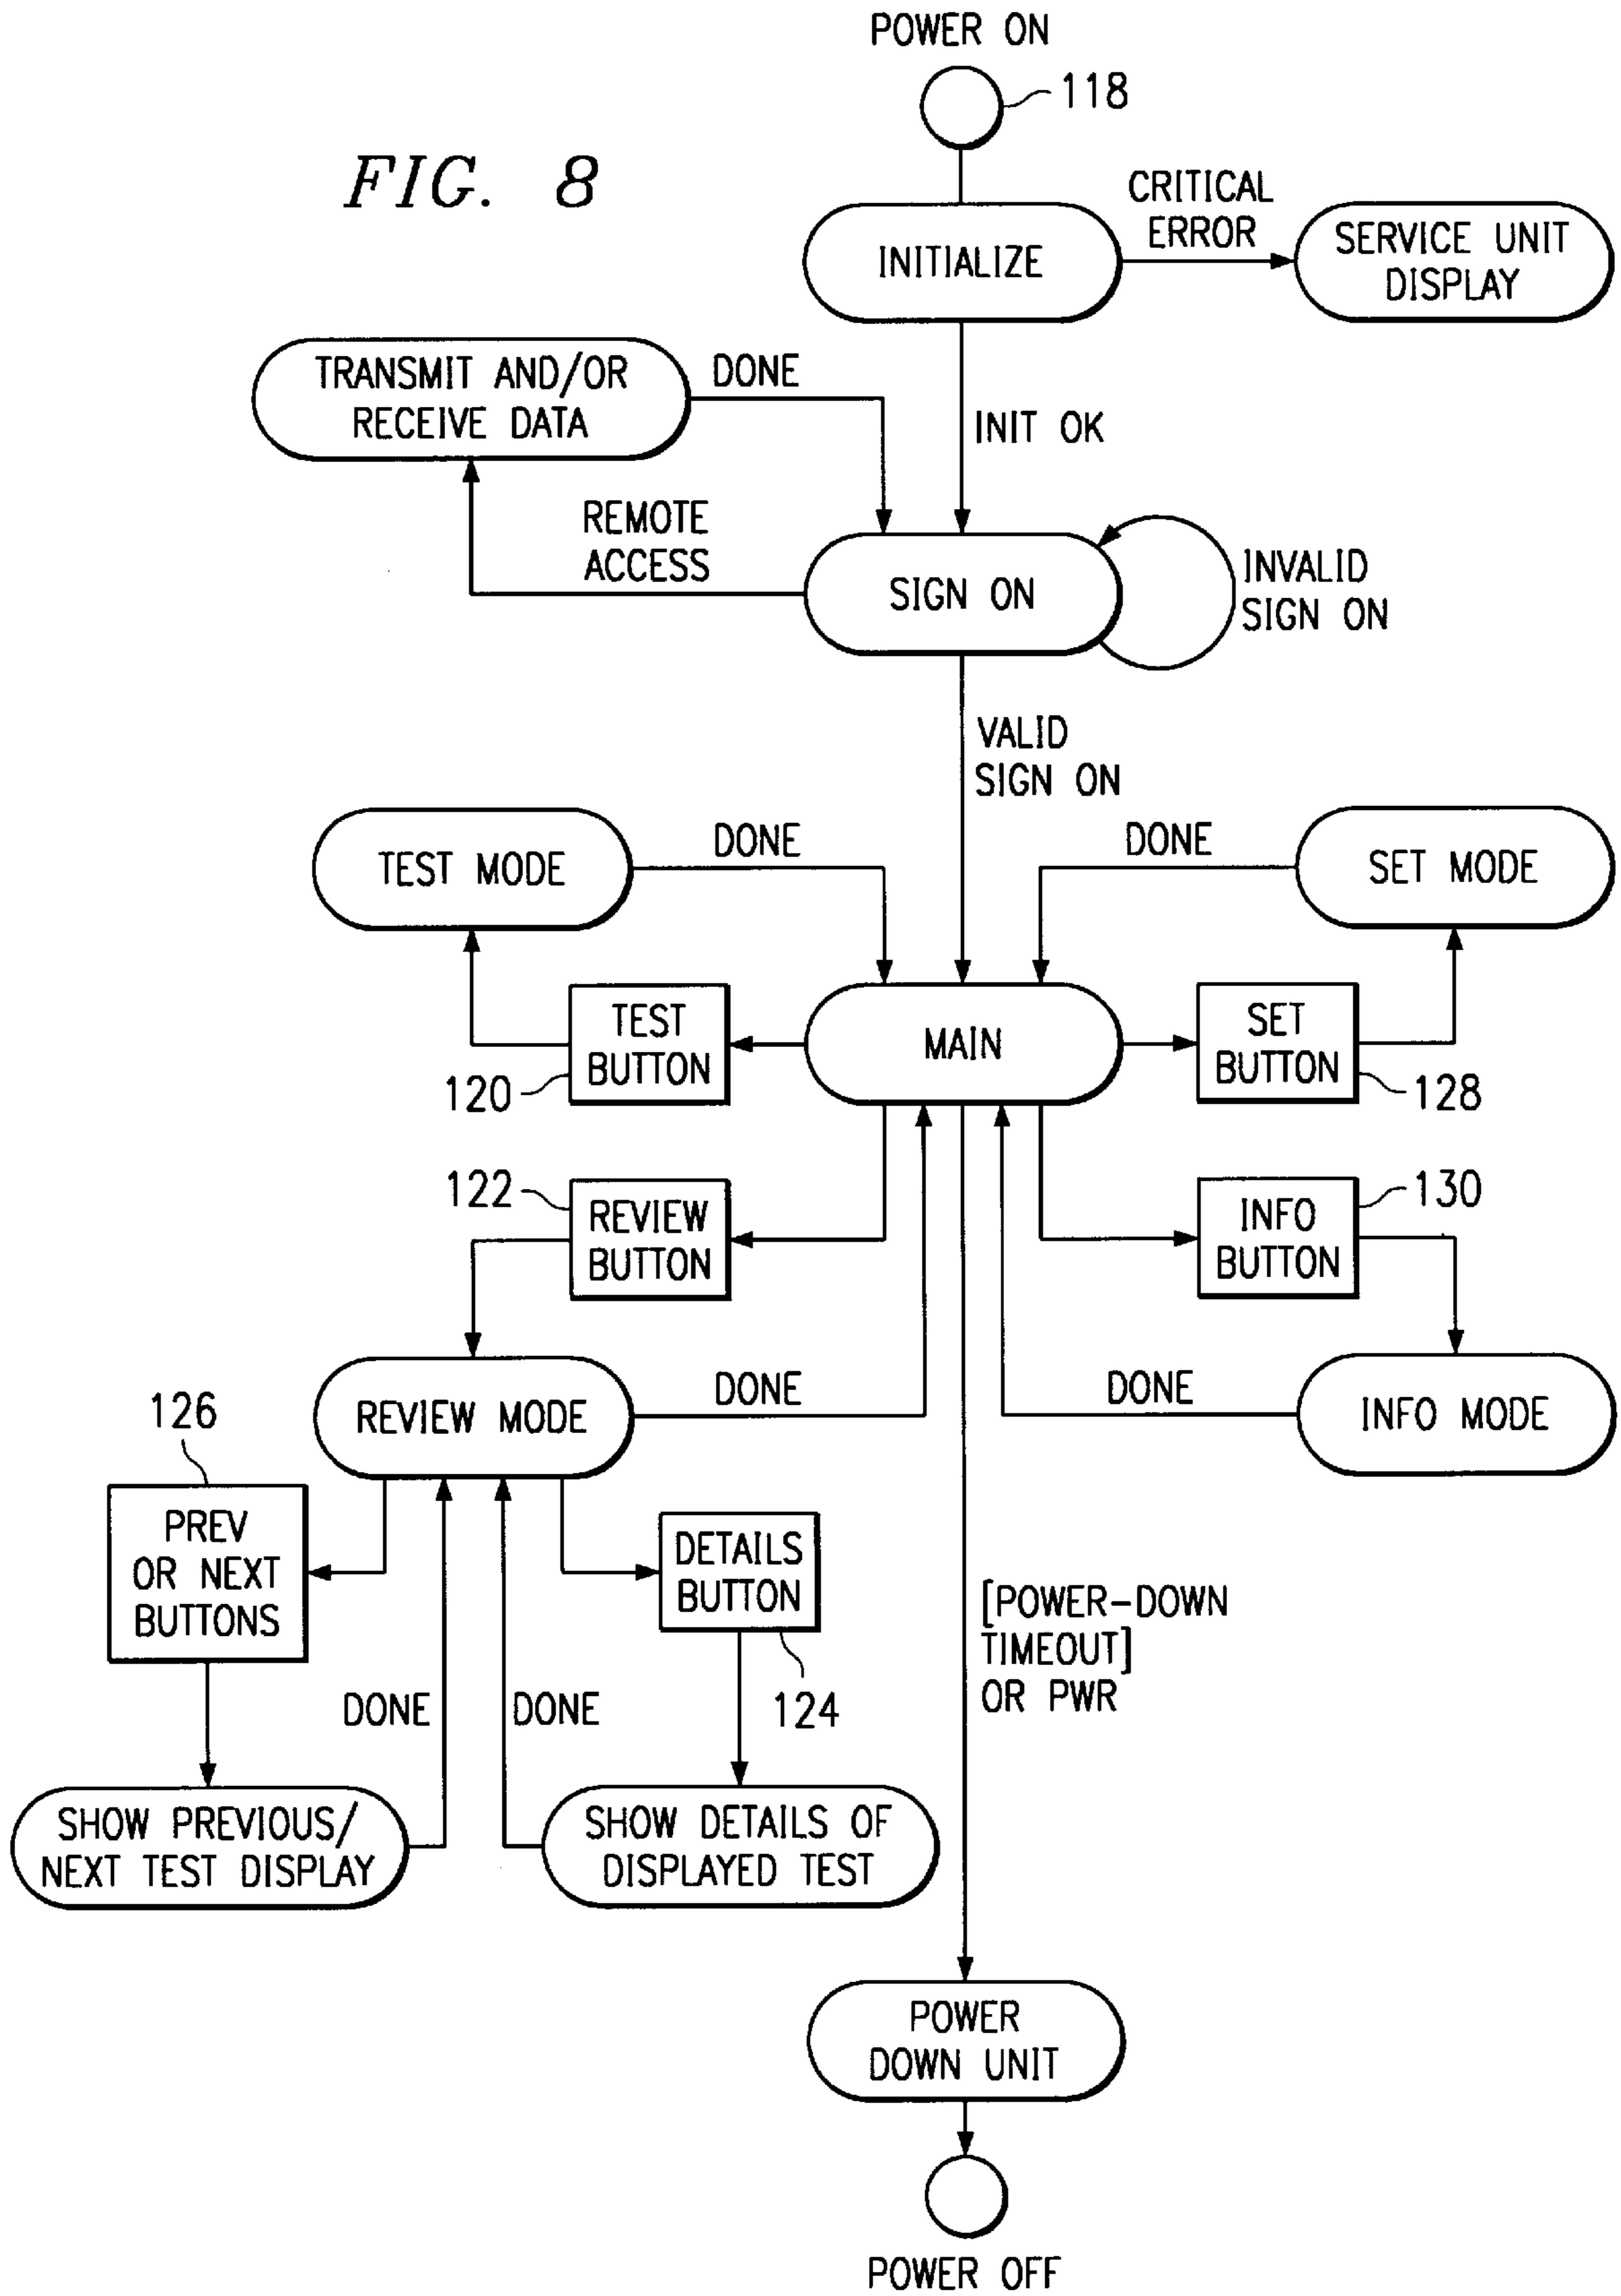 POWER ON
118
FIG. 8
CRITICAL
ERROR
INITIALIZE
SERVICE UNIT
DISPLAY
TRANSMIT AND/OR
RECEIVE DATA
DONE
INIT OK
REMOTE
ACCESS
SIGN ON
INVALID
SIGN ON
VALID
SIGN ON
TEST MODE
DONE
DONE
SET MODE
TEST
BUTTON
120
MAIN
SET
BUTTON
128
122
REVIEW
BUTTON
INFO
BUTTON
130
REVIEW MODE
DONE
DONE
INFO MODE
126
PREV
OR NEXT
BUTTONS
DETAILS
BUTTON
124
[POWER-DOWN
TIMEOUT]
OR PWR
DONE
DONE
SHOW PREVIOUS/
NEXT TEST DISPLAY
SHOW DETAILS OF
DISPLAYED TEST
POWER
DOWN UNIT
POWER OFF